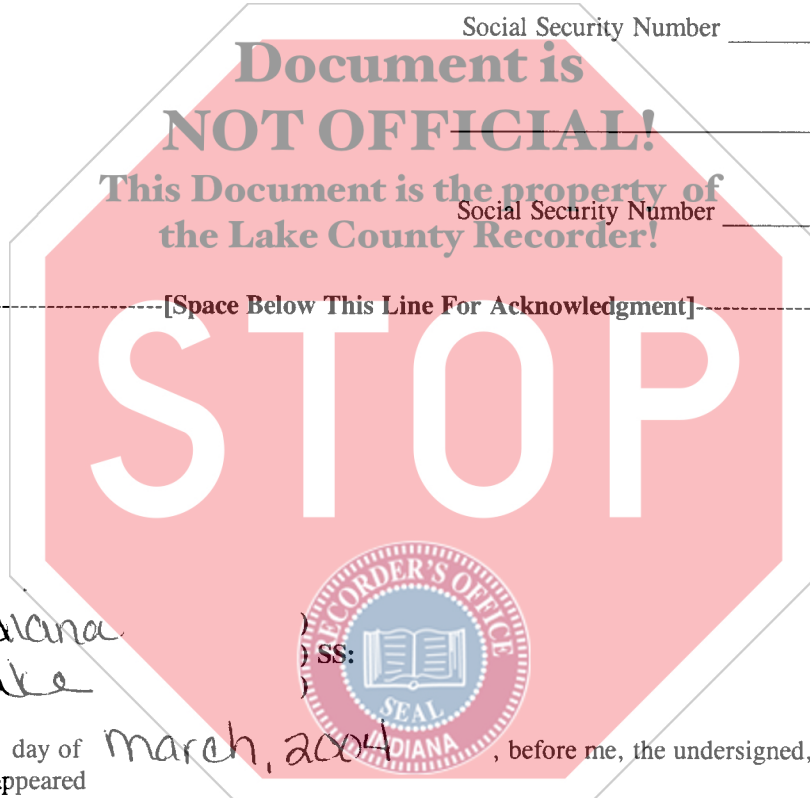 Social Security Number
Document is
NOT OFFICIAL!
This Document is the property of
Social Security Number
the Lake County Recorder!
[Space Below This Line For Acknowledgment]
STOP
RECORDER'S OFFICE
)
) SS:
)
SEAL
INDIANA
day of March, 2004, before me, the undersigned,